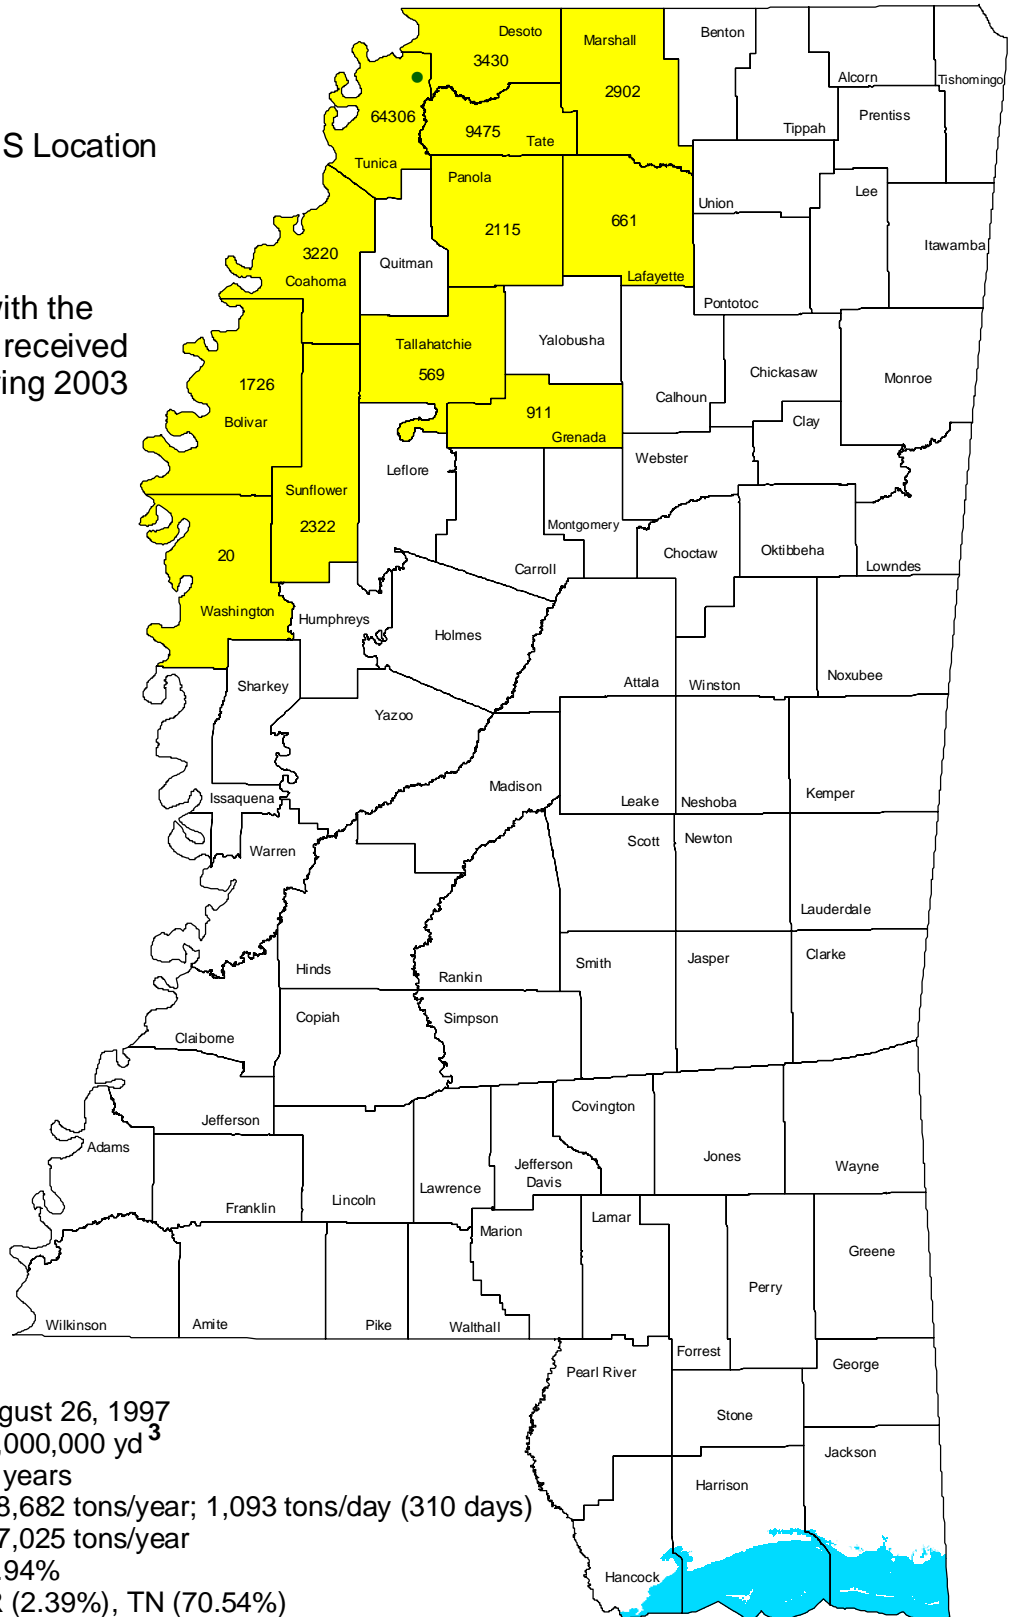 Desoto
Marshall
Benton
3430
Alcorn
Tishomingo
2902
64306
Prentiss
9475
Tate
Tippah
S Location
Tunica
Panola
Lee
Union
661
2115
Itawamba
3220
Quitman
Coahoma
Lafayette
Pontotoc
with the
received
ring 2003
Tallahatchie
Yalobusha
569
Chickasaw
Monroe
1726
Calhoun
911
Clay
Bolivar
Grenada
Webster
Leflore
Sunflower
2322
Montgomery
20
Choctaw
Oktibbeha
Carroll
Lowndes
Washington
Humphreys
Holmes
Noxubee
Attala
Winston
Sharkey
Yazoo
Madison
Issaquena
Leake
Neshoba
Kemper
Scott
Newton
Warren
Lauderdale
Hinds
Rankin
Smith
Jasper
Clarke
Copiah
Simpson
Claiborne
Covington
Jefferson
Adams
Jones
Jefferson
Davis
Wayne
Lawrence
Lincoln
Franklin
Lamar
Marion
Greene
Perry
Wilkinson
Amite
Pike
Walthall
Forrest
George
Pearl River
gust 26, 1997
Stone
,000,000 yd3
Jackson
years
Harrison
8,682 tons/year; 1,093 tons/day (310 days)
7,025 tons/year
.94%
Hancock
R (2.39%), TN (70.54%)